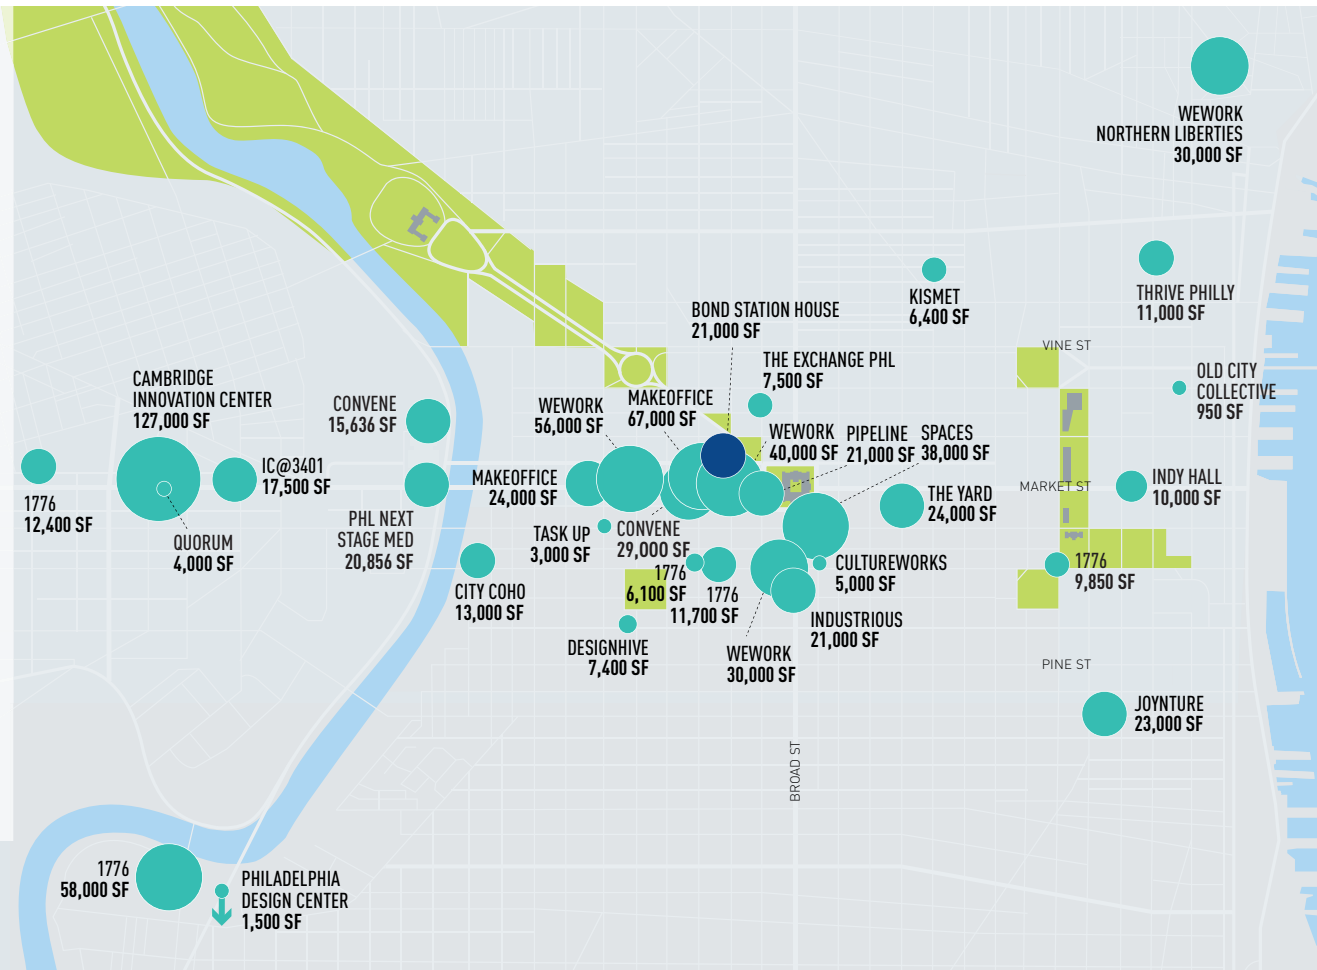 WEWORK
NORTHERN LIBERTIES
30,000 SF
KISMET
6,400 SF
THRIVE PHILLY
11,000 SF
BOND STATION HOUSE
21,000 SF
VINE ST
THE EXCHANGE PHL
7,500 SF
OLD CITY
COLLECTIVE
950 SF
CAMBRIDGE
INNOVATION CENTER
127,000 SF
CONVENE
15,636 SF
WEWORK
56,000 SF
MAKEOFFICE
67,000 SF
WEWORK
40,000 SF
PIPELINE
21,000 SF
SPACES
38,000 SF
1776
12,400 SF
IC@3401
17,500 SF
MAKEOFFICE
24,000 SF
THE YARD
24,000 SF
MARKET ST
INDY HALL
10,000 SF
QUORUM
4,000 SF
PHL NEXT
STAGE MED
20,856 SF
TASK UP
3,000 SF
CONVENE
29,000 SF
CITY COHO
13,000 SF
1776
6,100 SF
1776
11,700 SF
CULTUREWORKS
5,000 SF
1776
9,850 SF
DESIGNHIVE
7,400 SF
WEWORK
30,000 SF
INDUSTRIOUS
21,000 SF
PINE ST
JOYNTURE
23,000 SF
BROAD ST
1776
58,000 SF
PHILADELPHIA
DESIGN CENTER
1,500 SF